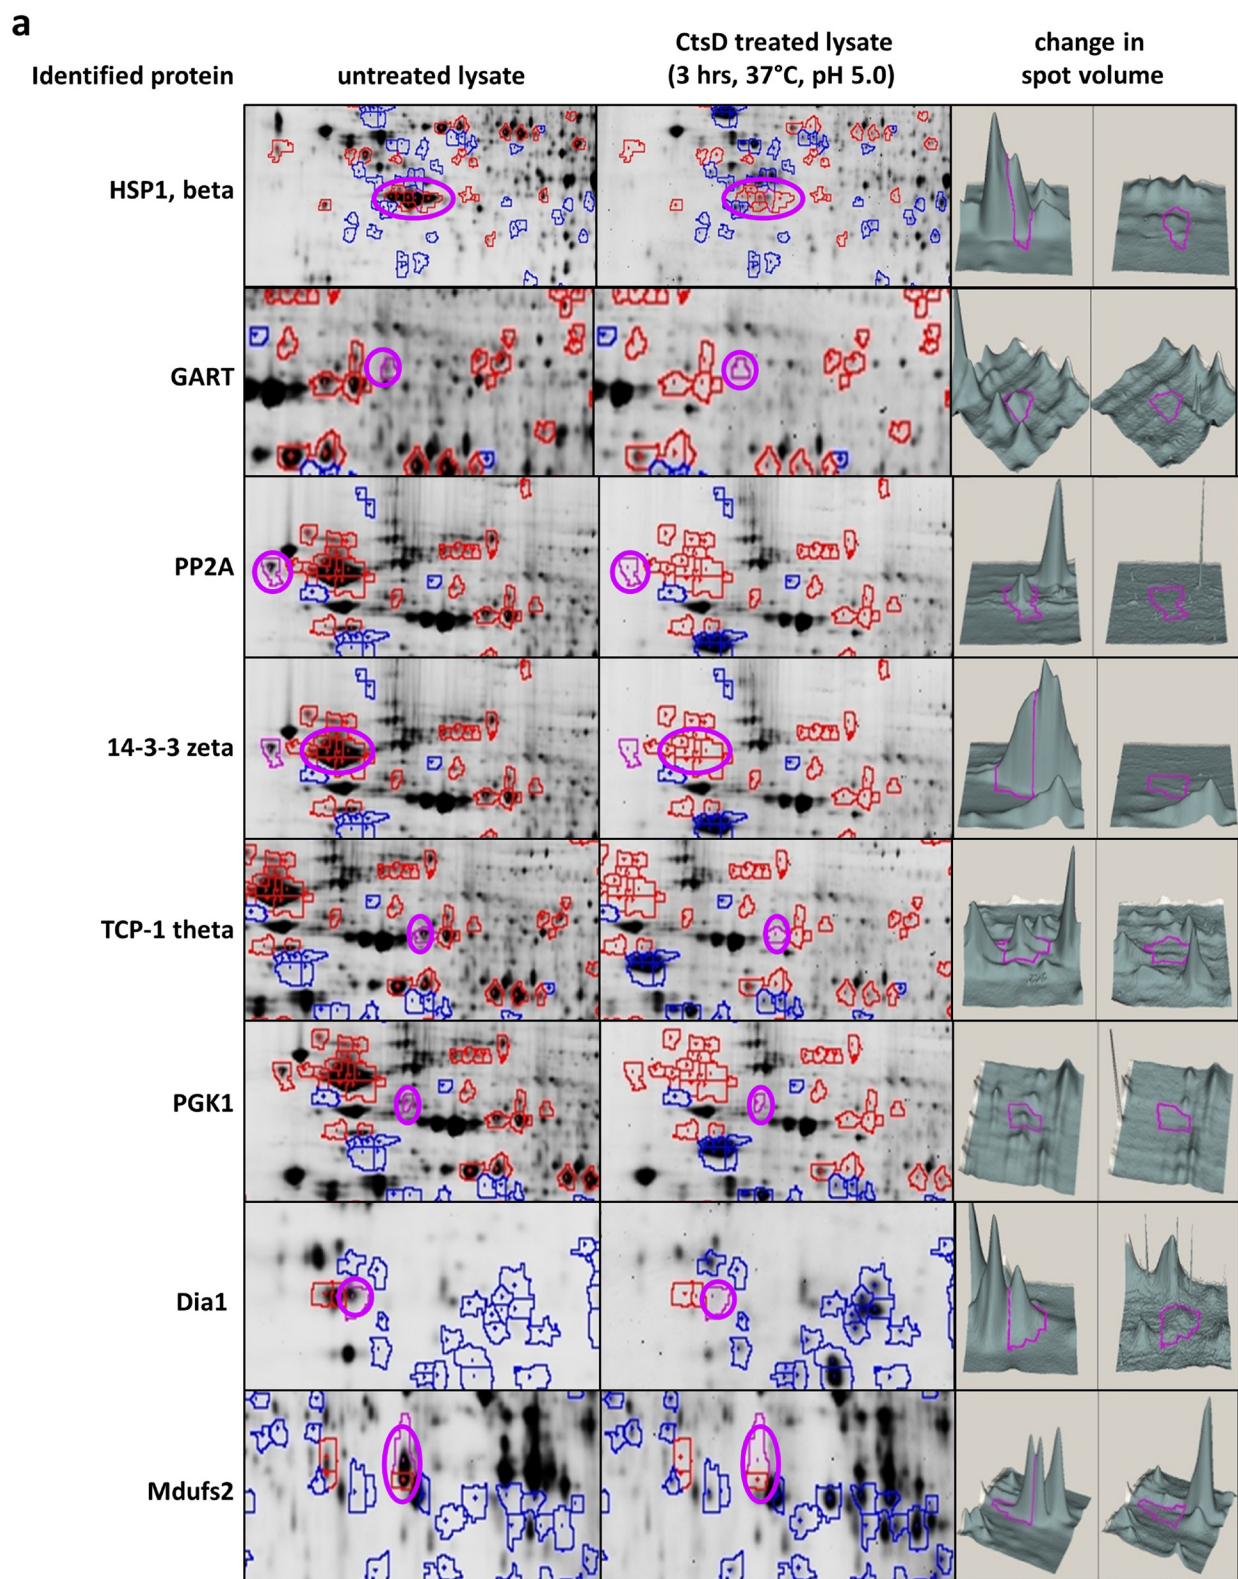 a
Identified protein
untreated lysate
CtsD treated lysate
(3 hrs, 37°C, pH 5.0)
change in
spot volume
HSP1, beta
GART
PP2A
14-3-3 zeta
TCP-1 theta
PGK1
Dia1
Mdufs2